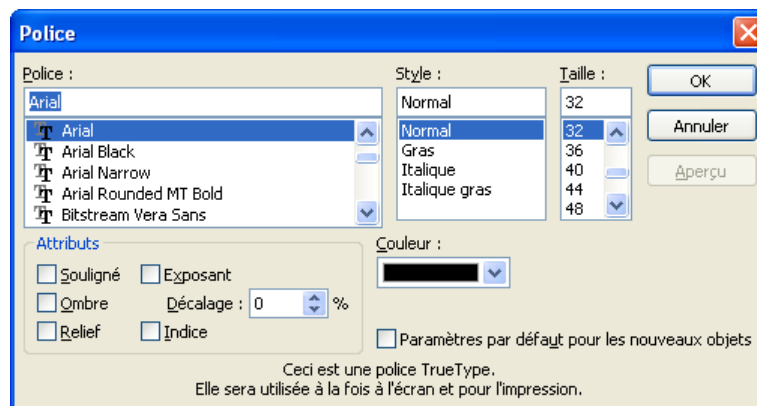 Police
Police :
Style :
Taille :
Arial
Normal
32
OK
Arial
Arial Black
Arial Narrow
Arial Rounded MT Bold
Bitstream Vera Sans
Normal
Gras
Italique
Italique gras
32
36
40
44
48
Annuler
Aperçu
Attributs
Souligné
Exposant
Ombre
Décalage : 0 %
Relief
Indice
Couleur :
Paramètres par défaut pour les nouveaux objets
Ceci est une police TrueType.
Elle sera utilisée à la fois à l'écran et pour l'impression.